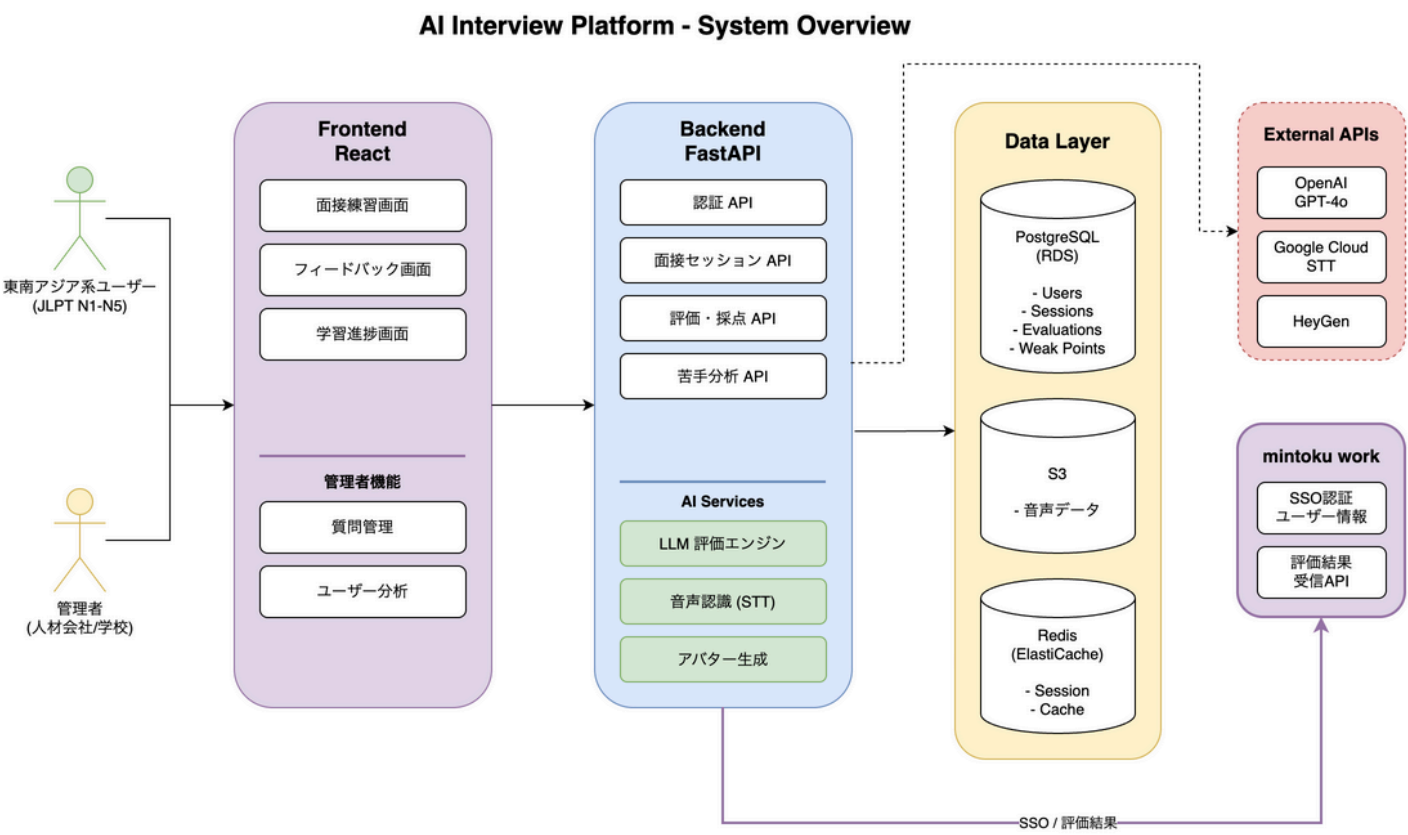 AI Interview Platform - System Overview
東南アジア系ユーザー
(JLPT N1-N5)
管理者
(人材会社/学校)
Frontend
React
面接練習画面
フィードバック画面
学習進捗画面
管理者機能
質問管理
ユーザー分析
Backend
FastAPI
認証 API
面接セッション API
評価・採点 API
苦手分析 API
AI Services
LLM 評価エンジン
音声認識 (STT)
アバター生成
Data Layer
PostgreSQL
(RDS)
- Users
- Sessions
- Evaluations
- Weak Points
S3
- 音声データ
Redis
(ElastiCache)
- Session
- Cache
External APIs
OpenAI
GPT-4o
Google Cloud
STT
HeyGen
mintoku work
SSO認証
ユーザー情報
評価結果
受信API
SSO / 評価結果